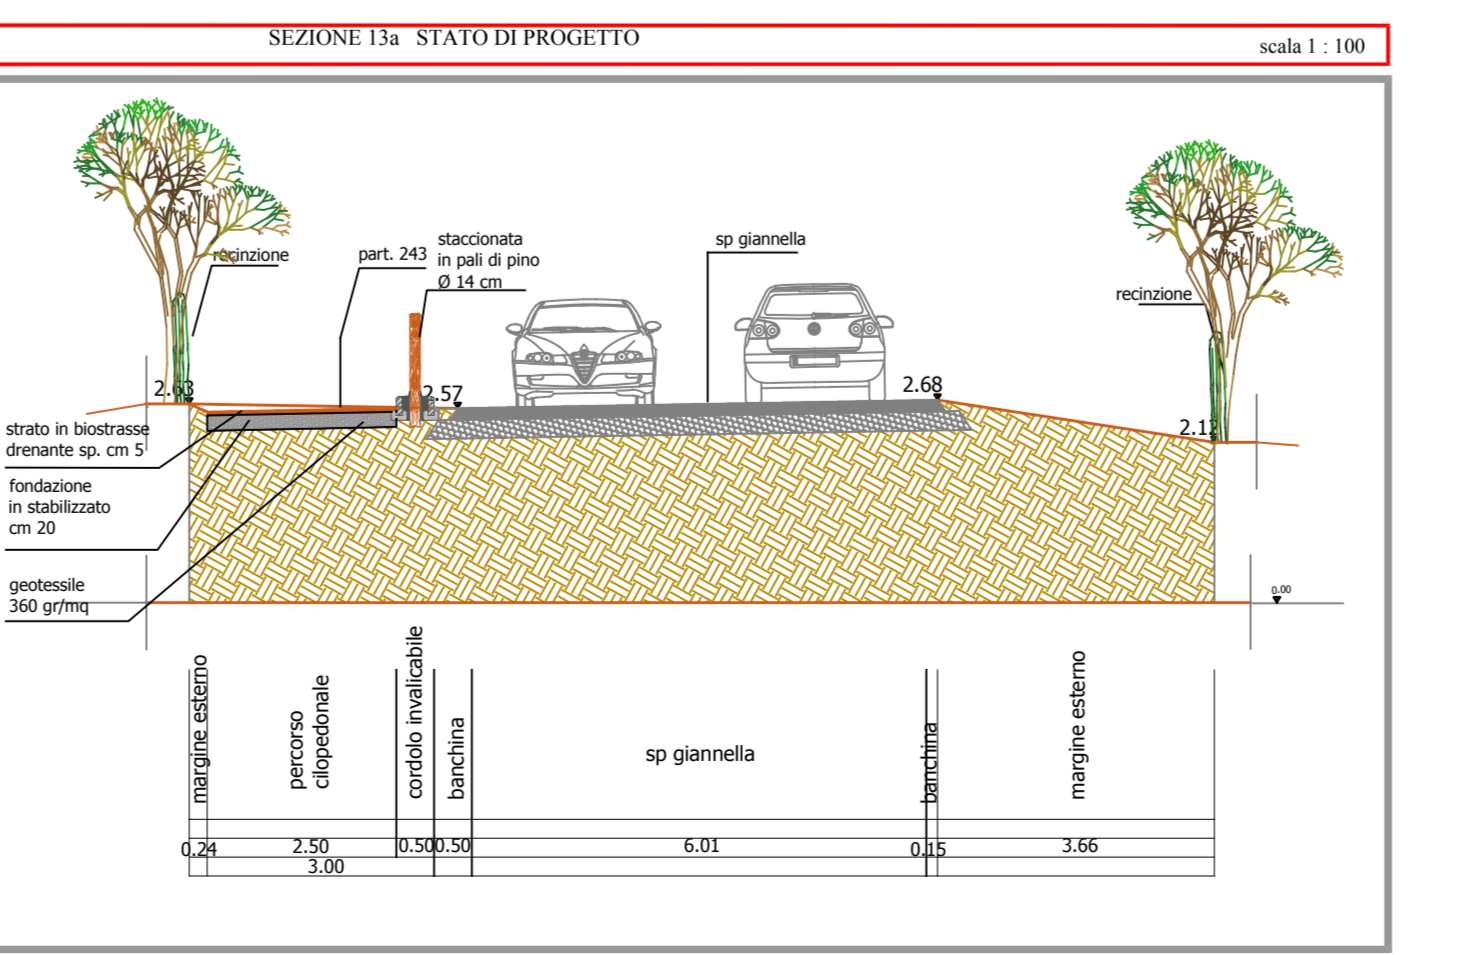 SEZIONE 13a   STATO DI PROGETTO
scala 1 : 100
recinzione
part. 243
staccionata
in pali di pino
Ø 14 cm
sp giannella
recinzione
2.63
2.57
2.68
2.12
strato in biostrasse
drenante sp. cm 5
fondazione
in stabilizzato
cm 20
geotessile
360 gr/mq
0.00
margine esterno
percorso
cilopedonale
cordolo invalicabile
banchina
sp giannella
banchina
margine esterno
0.24
2.50
0.50
0.50
6.01
0.15
3.66
3.00